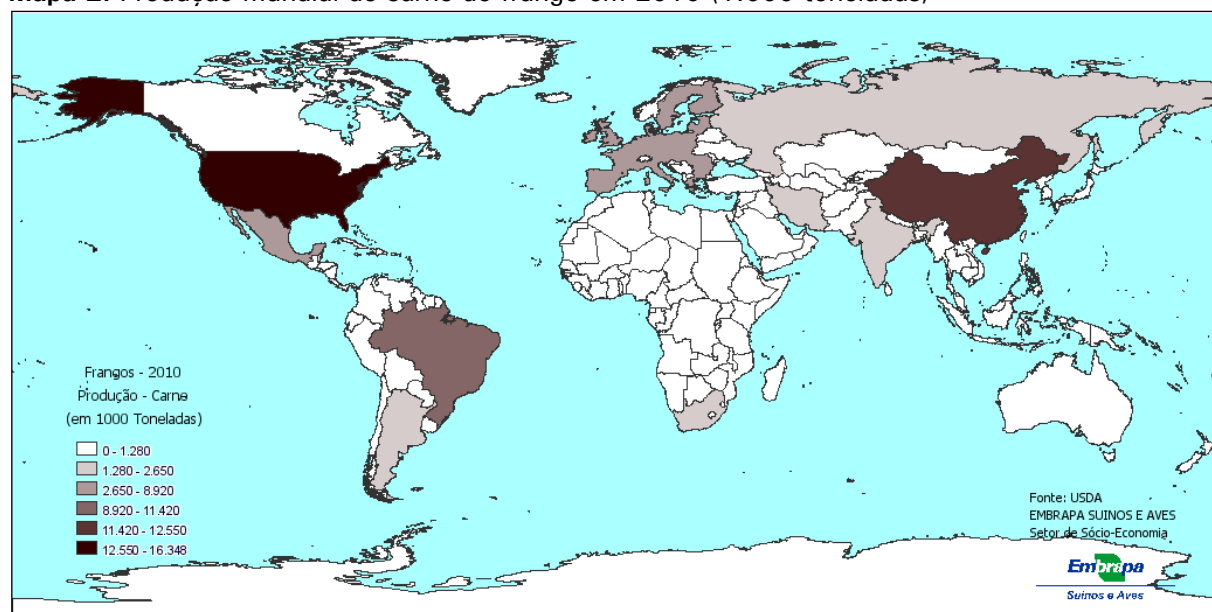 Mapa 2. Produção mundial de carne de frango em 2010 (1.000 toneladas)
Frangos - 2010
Produção - Carne
(em 1000 Toneladas)
0 - 1.280
1.280 - 2.650
2.650 - 8.920
8.920 - 11.420
11.420 - 12.550
12.550 - 16.348
Fonte: USDA
EMBRAPA SUINOS E AVES
Setor de Sócio-Economia
Embrapa
Suínos e Aves